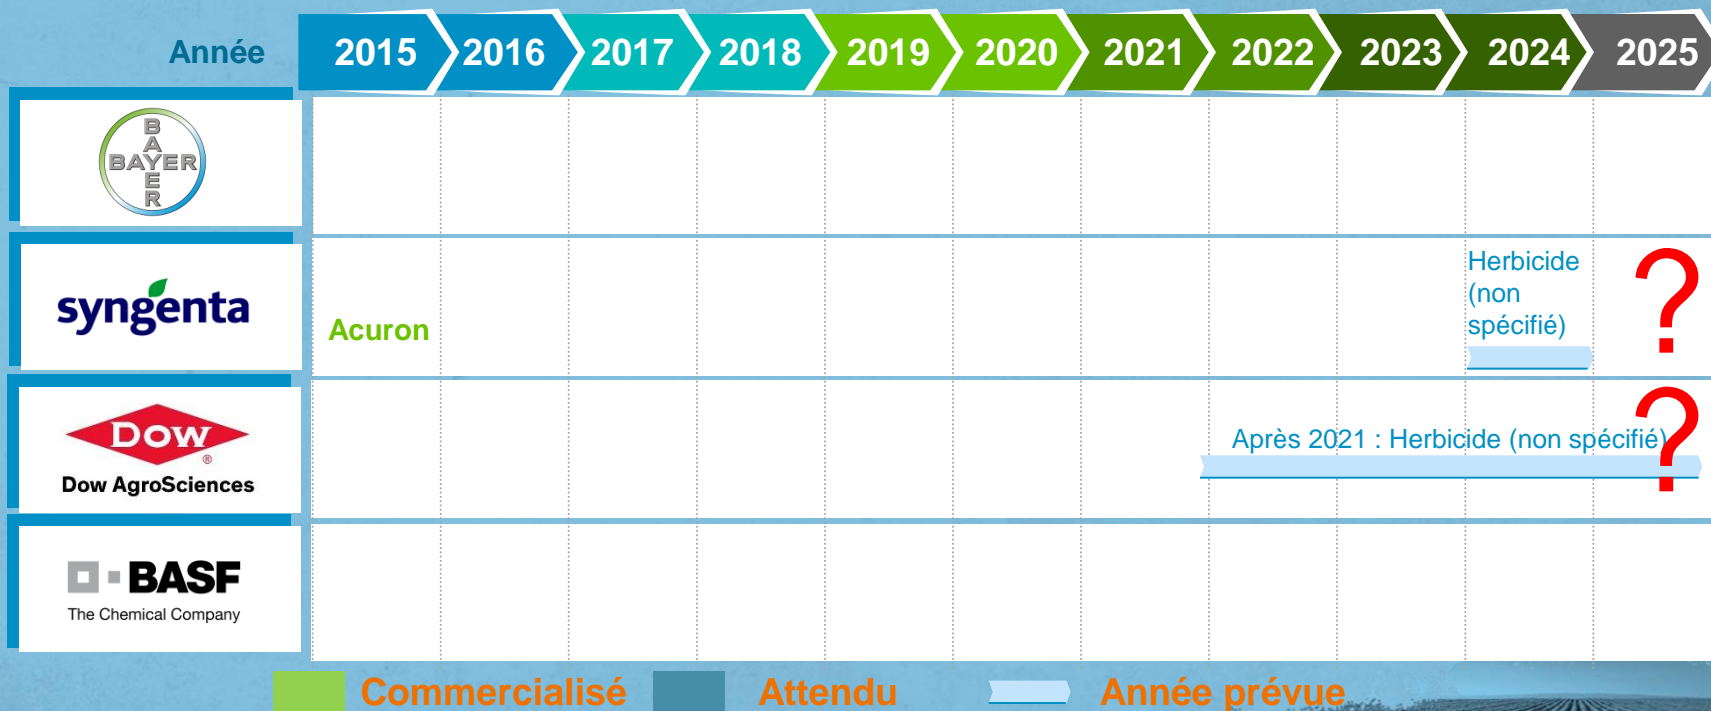 Année
2015 2016 2017 2018 2019 2020 2021 2022 2023 2024 2025
BAYER
BAYER
syngenta
Acuron
Herbicide
(non
spécifié)
?
DOW
®
Dow AgroSciences
Après 2021 : Herbicide (non spécifié)
?
BASF
The Chemical Company
Commercialisé Attendu Année prévue